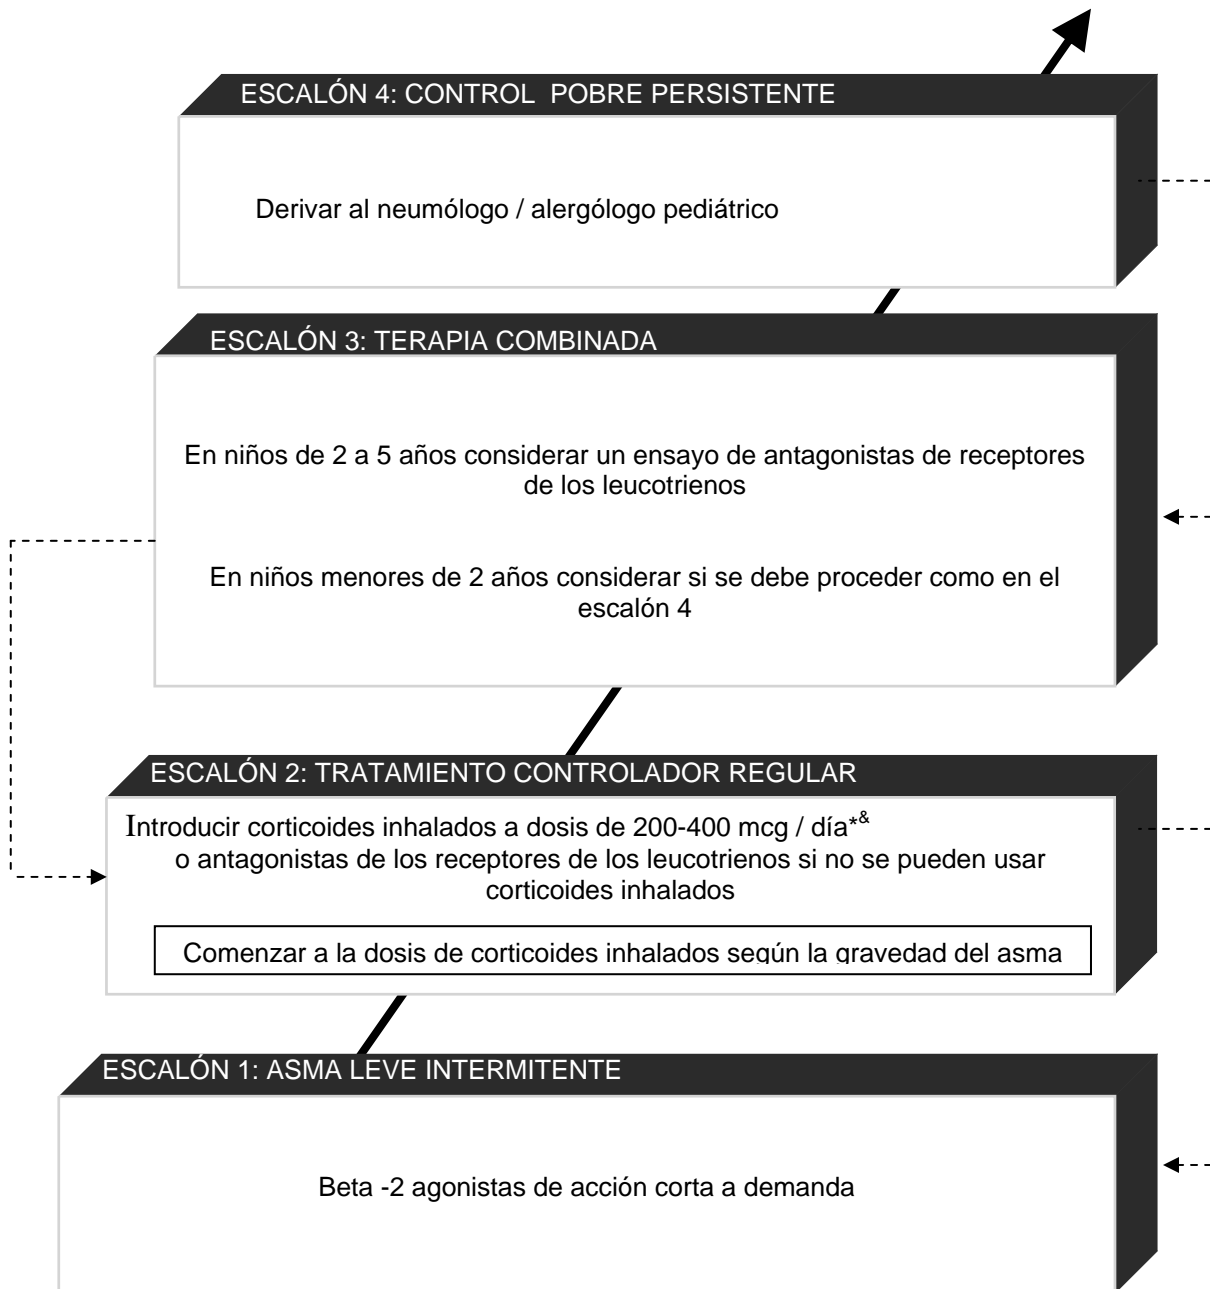 ESCALÓN 4: CONTROL POBRE PERSISTENTE
Derivar al neumólogo / alergólogo pediátrico
ESCALÓN 3: TERAPIA COMBINADA
En niños de 2 a 5 años considerar un ensayo de antagonistas de receptores
de los leucotrienos
En niños menores de 2 años considerar si se debe proceder como en el
escalón 4
ESCALÓN 2: TRATAMIENTO CONTROLADOR REGULAR
Introducir corticoides inhalados a dosis de 200-400 mcg / día*&
o antagonistas de los receptores de los leucotrienos si no se pueden usar
corticoides inhalados
Comenzar a la dosis de corticoides inhalados según la gravedad del asma
ESCALÓN 1: ASMA LEVE INTERMITENTE
Beta -2 agonistas de acción corta a demanda